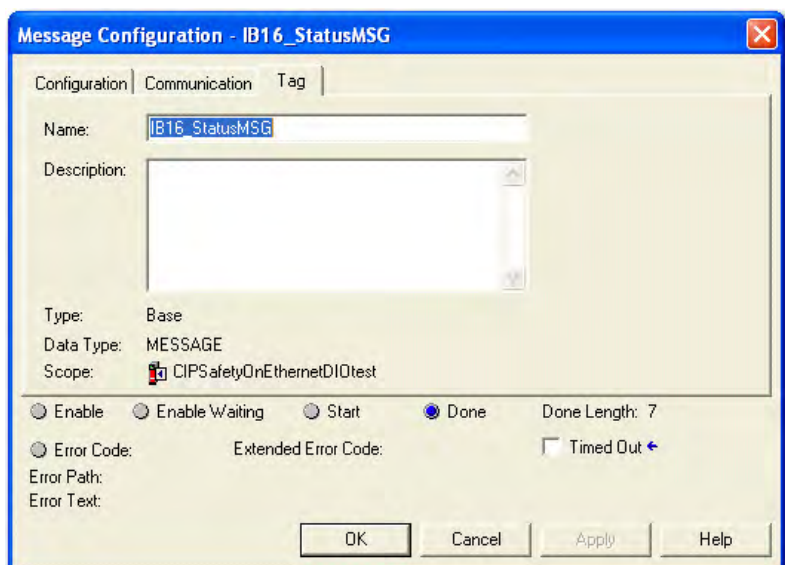 Message Configuration - IB16_StatusMSG
Configuration Communication Tag
Name: IB16_StatusMSG
Description:
Type: Base
Data Type: MESSAGE
Scope: CIPSafetyOnEthernetDIOtest
Enable Enable Waiting Start Done Done Length: 7
Error Code: Extended Error Code: Timed Out
Error Path:
Error Text:
OK Cancel Apply Help